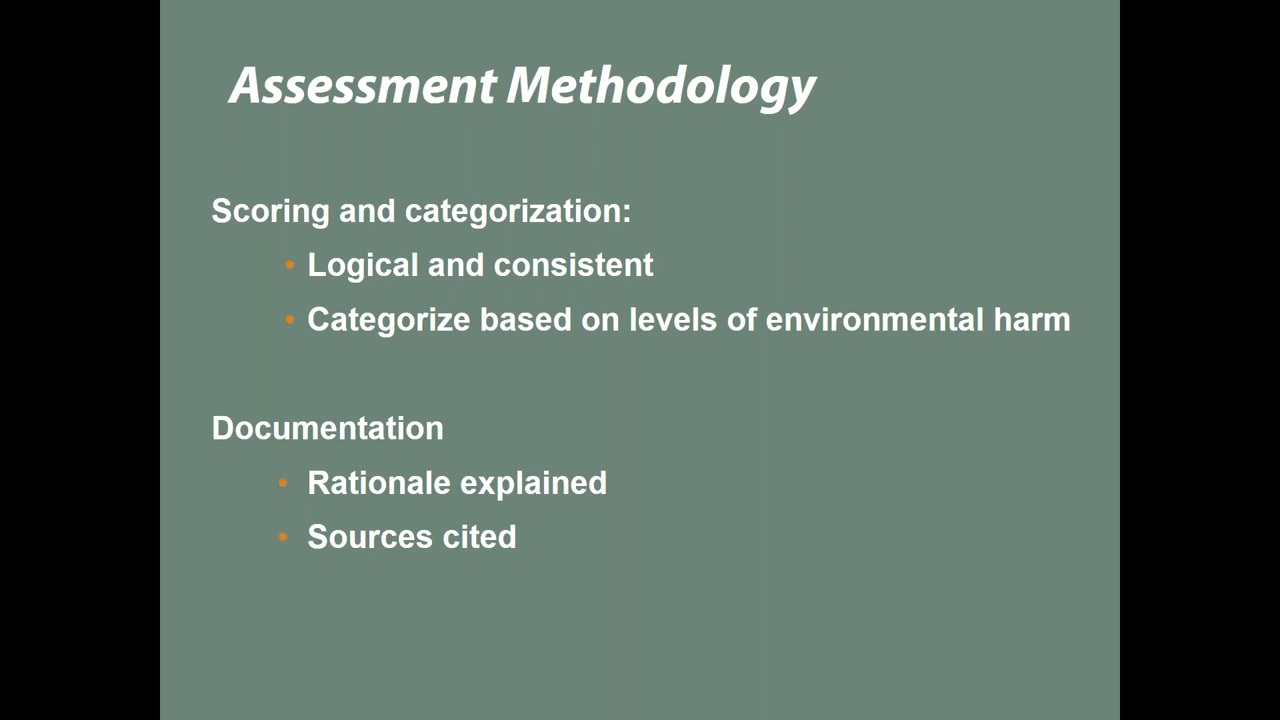 Assessment Methodology
Scoring and categorization:
• Logical and consistent
• Categorize based on levels of environmental harm
Documentation
• Rationale explained
• Sources cited